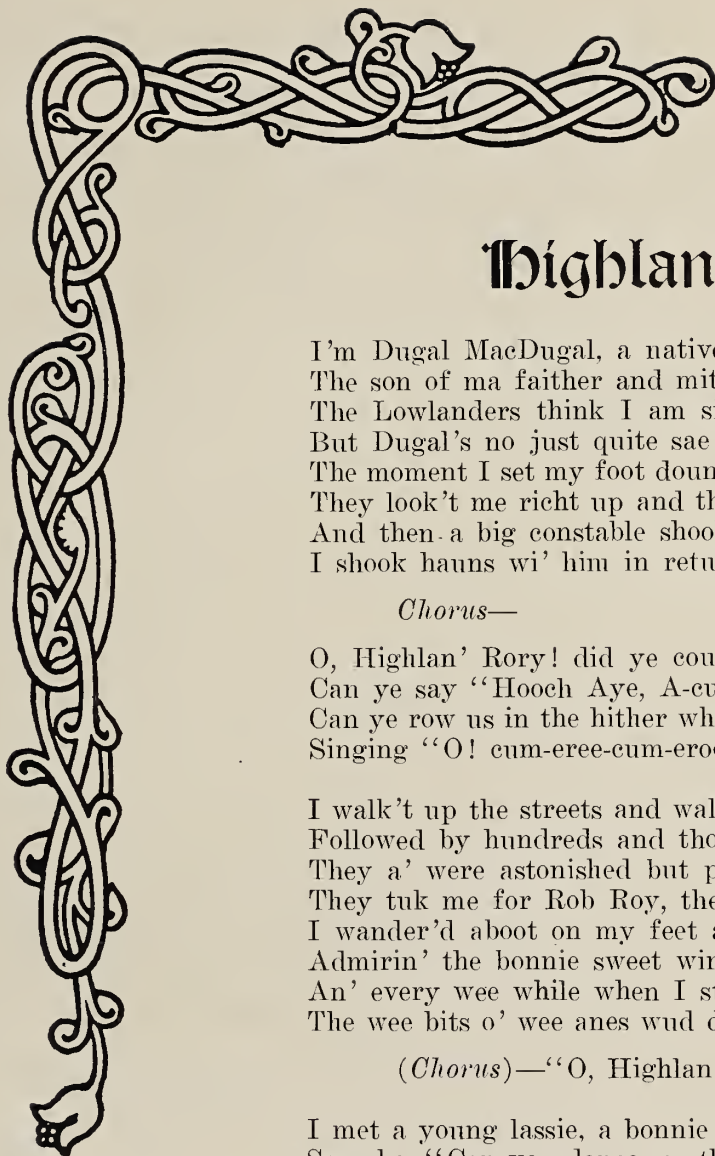 Highlan
I'm Dugal MacDugal, a native
The son of ma faither and mit
The Lowlanders think I am s
But Dugal's no just quite sae
The moment I set my foot doun
They look't me richt up and th
And then a big constable shoo
I shook hauns wi' him in retu
Chorus—
O, Highlan' Rory! did ye cou
Can ye say "Hooch Aye, A-cu
Can ye row us in the hither wh
Singing "O! cum-eree-cum-ero
I walk't up the streets and wal
Followed by hundreds and tho
They a' were astonished but p
They tuk me for Rob Roy, the
I wander'd aboot on my feet a
Admirin' the bonnie sweet win
An' every wee while when I s
The wee bits o' wee anes wud d
(Chorus)—"O, Highlan
I met a young lassie, a bonnie